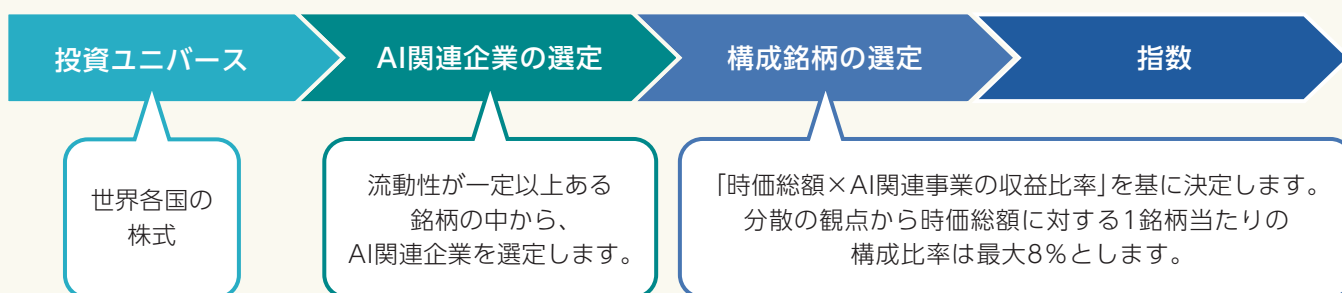 投資ユニバース
AI関連企業の選定
構成銘柄の選定
指数
世界各国の
株式
流動性が一定以上ある
銘柄の中から、
AI関連企業を選定します。
「時価総額×AI関連事業の収益比率」を基に決定します。
分散の観点から時価総額に対する1銘柄当たりの
構成比率は最大8%とします。